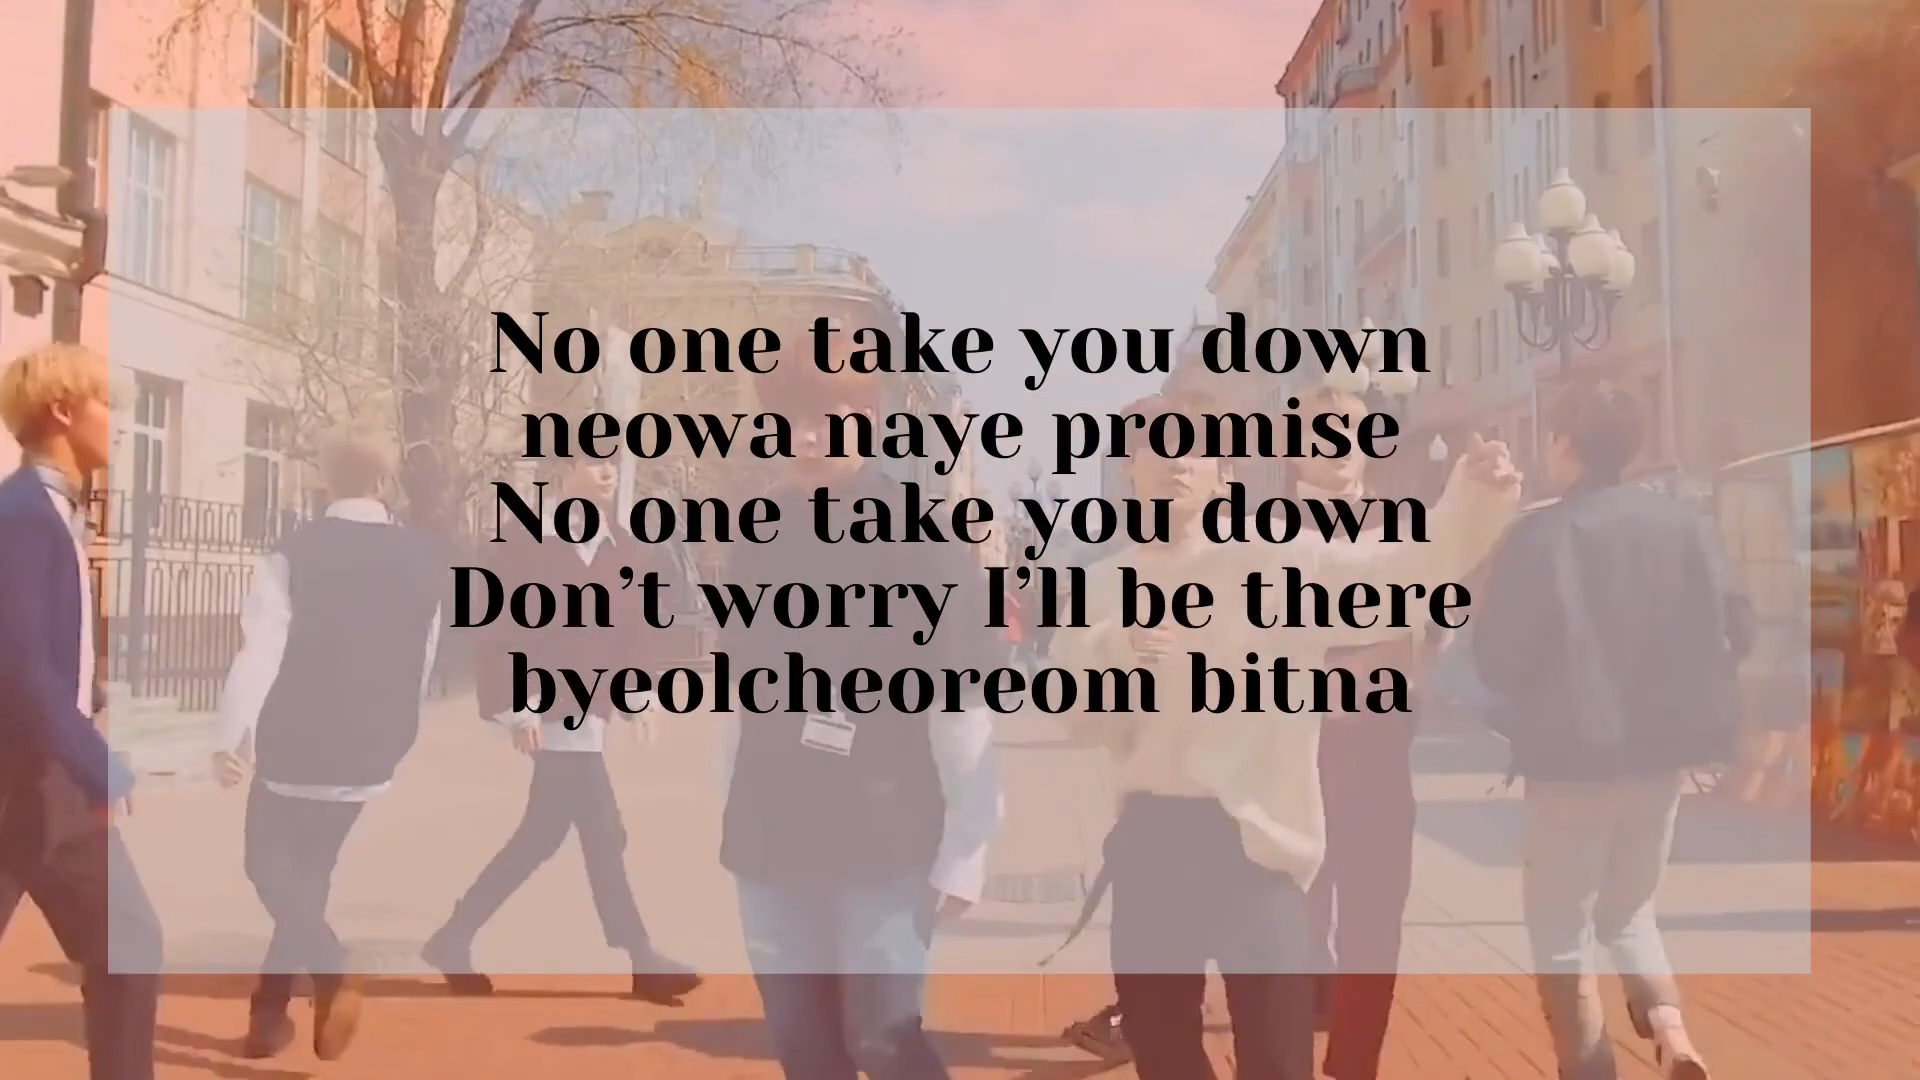 No one take you down
neowa naye promise
No one take you down
Don’t worry I’ll be there
byeolcheoreom bitna